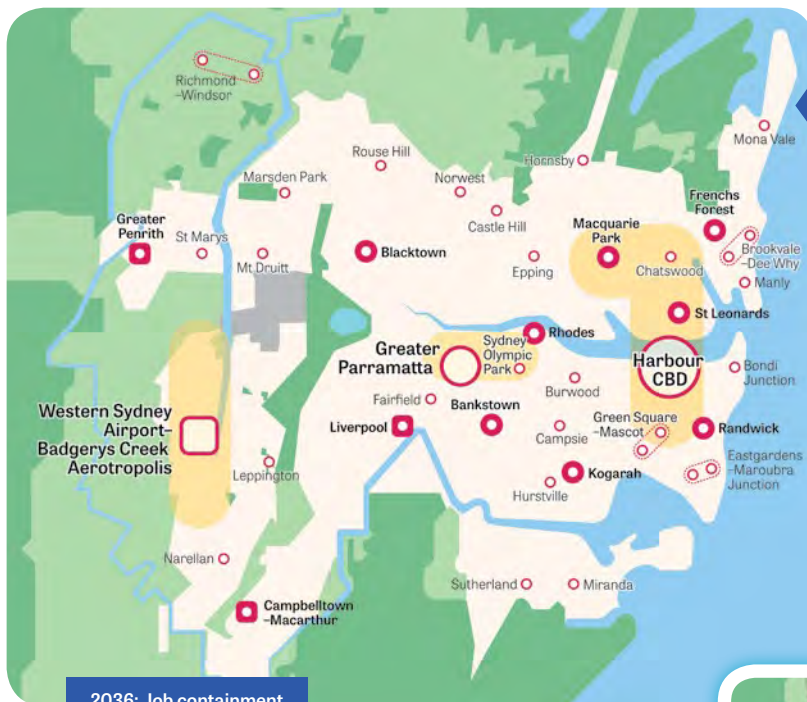 Richmond
–Windsor
Mona Vale
Rouse Hill
Hornsby
Marsden Park
Norwest
Frenchs
Forest
Castle Hill
Greater
Penrith
Macquarie
Park
St Marys
Blacktown
Brookvale
–Dee Why
Mt Druitt
Epping
Chatswood
Manly
St Leonards
Rhodes
Greater
Parramatta
Sydney
Olympic
Park
Harbour
CBD
Bondi
Junction
Burwood
Fairfield
Western Sydney
Airport–
Badgerys Creek
Aerotropolis
Liverpool
Bankstown
Green Square
–Mascot
Campsie
Randwick
Leppington
Kogarah
Eastgardens
–Maroubra
Junction
Hurstville
Narellan
Sutherland
Miranda
Campbelltown
–Macarthur
2036: Job containment